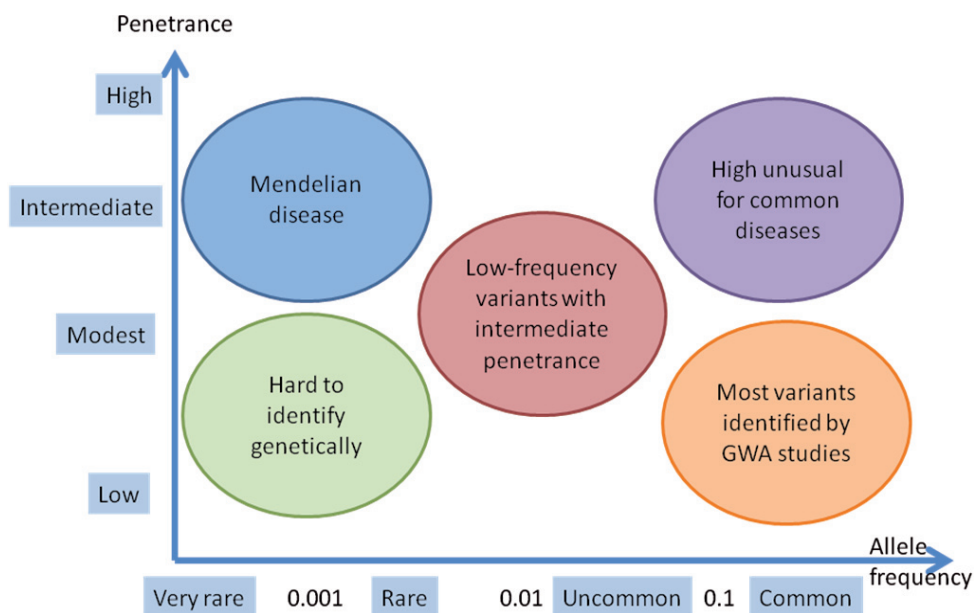 Penetrance
High
Intermediate
Modest
Low
Mendelian
disease
High unusual
for common
diseases
Low-frequency
variants with
intermediate
penetrance
Hard to
identify
genetically
Most variants
identified by
GWA studies
Allele
frequency
Very rare 0.001 Rare 0.01 Uncommon 0.1 Common